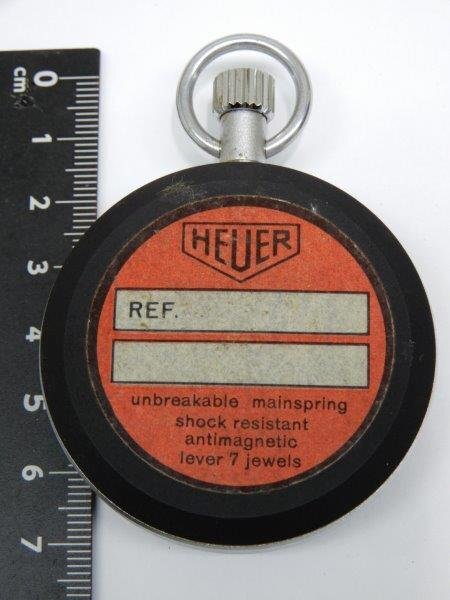 cm
0
1
2
3
4
5
6
7
HEUER
REF.
unbreakable mainspring
shock resistant
antimagnetic
lever 7 jewels